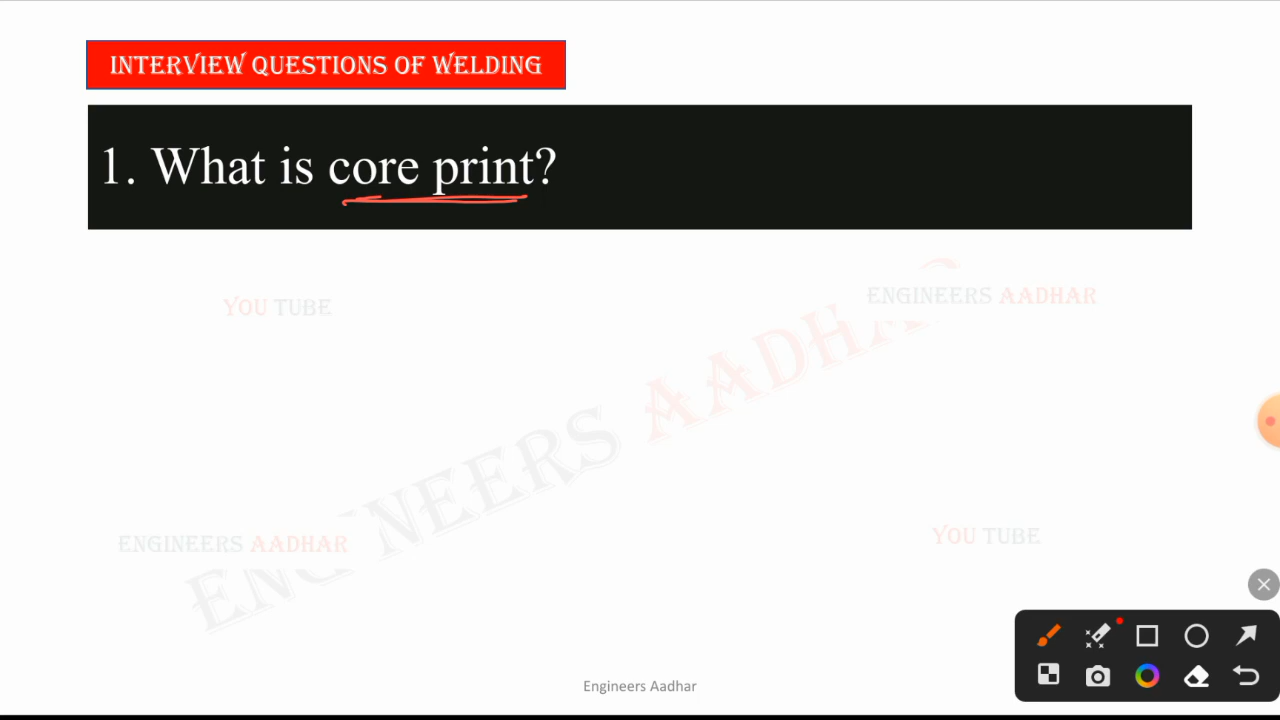 INTERVIEW QUESTIONS OF WELDING
1. What is core print?
YOU TUBE
ENGINEERS AADHAR
ENGINEERS AADHAR
ENGINEERS AADHAR
YOU TUBE
Engineers Aadhar